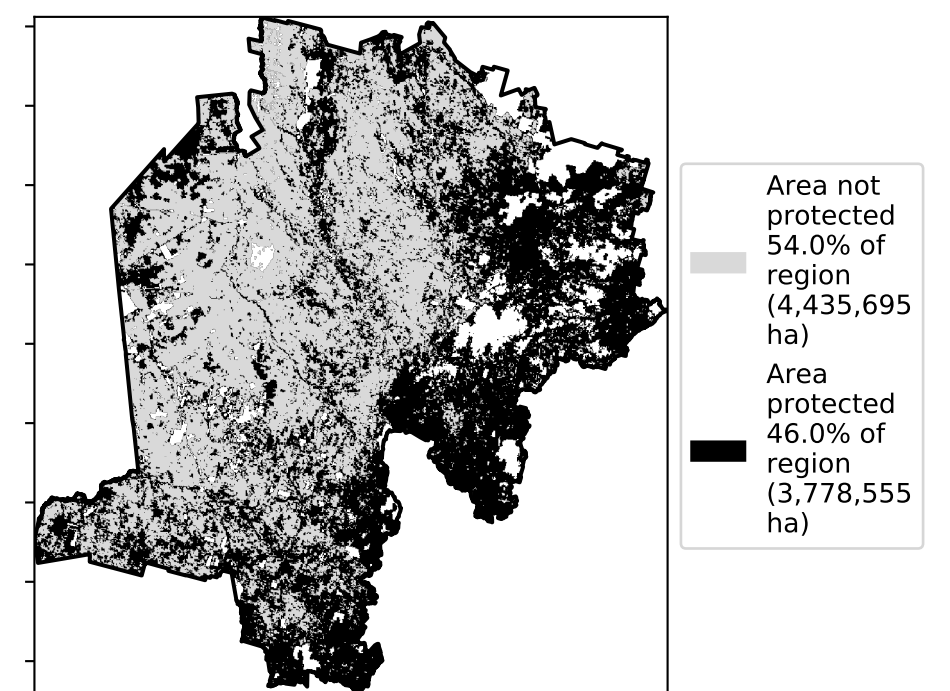 Area not
protected
54.0% of
region
(4,435,695
ha)
Area
protected
46.0% of
region
(3,778,555
ha)